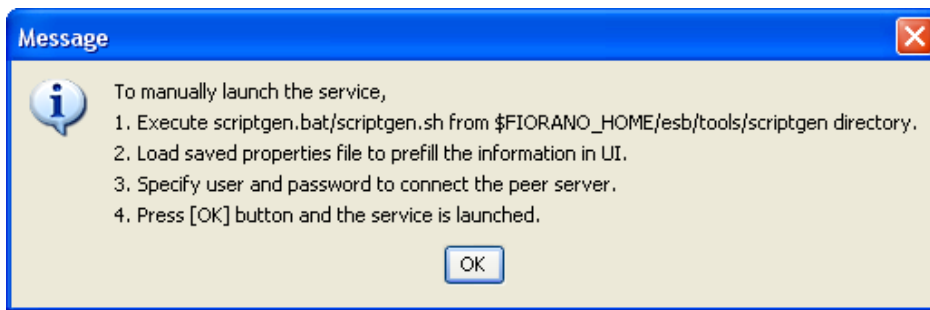 Message
To manually launch the service,
1. Execute scriptgen.bat/scriptgen.sh from $FIORANO_HOME/esb/tools/scriptgen directory.
2. Load saved properties file to prefill the information in UI.
3. Specify user and password to connect the peer server.
4. Press [OK] button and the service is launched.
OK